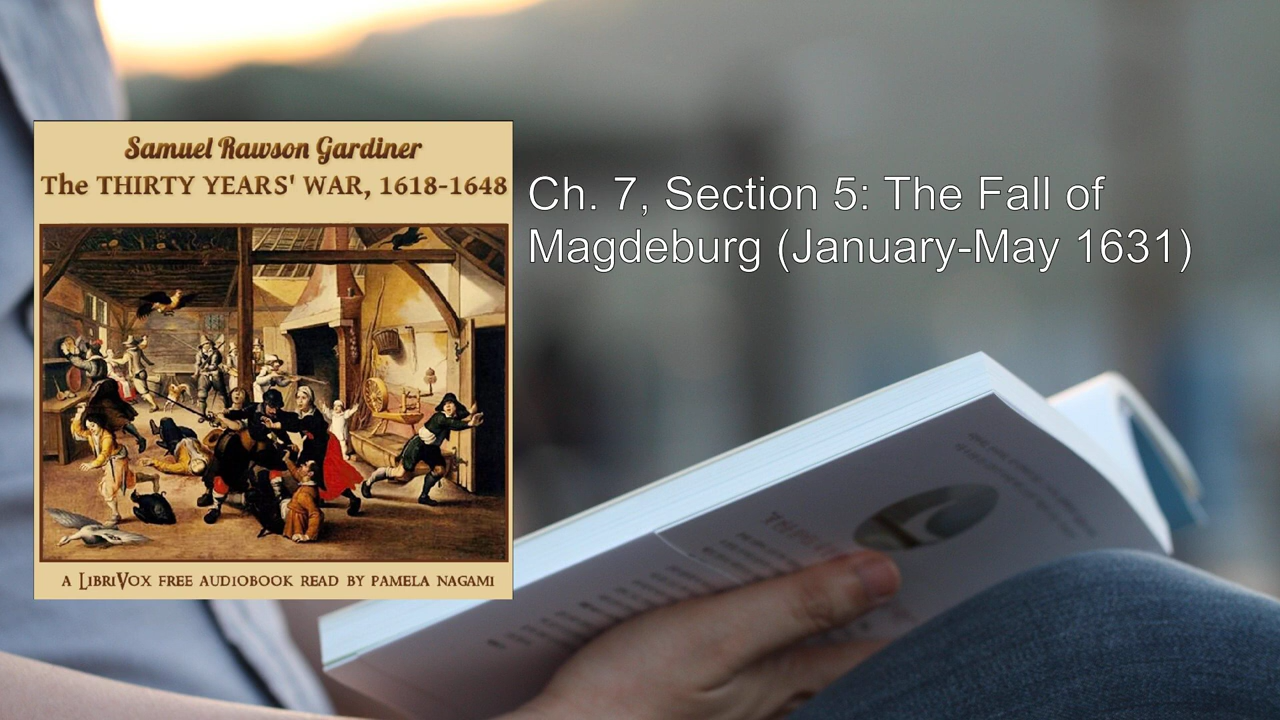 Samuel Rawson Gardiner
The THIRTY YEARS' WAR, 1618-1648
Ch. 7, Section 5: The Fall of
Magdeburg (January-May 1631)
A LIBRIVOX FREE AUDIOBOOK READ BY PAMELA NAGAMI